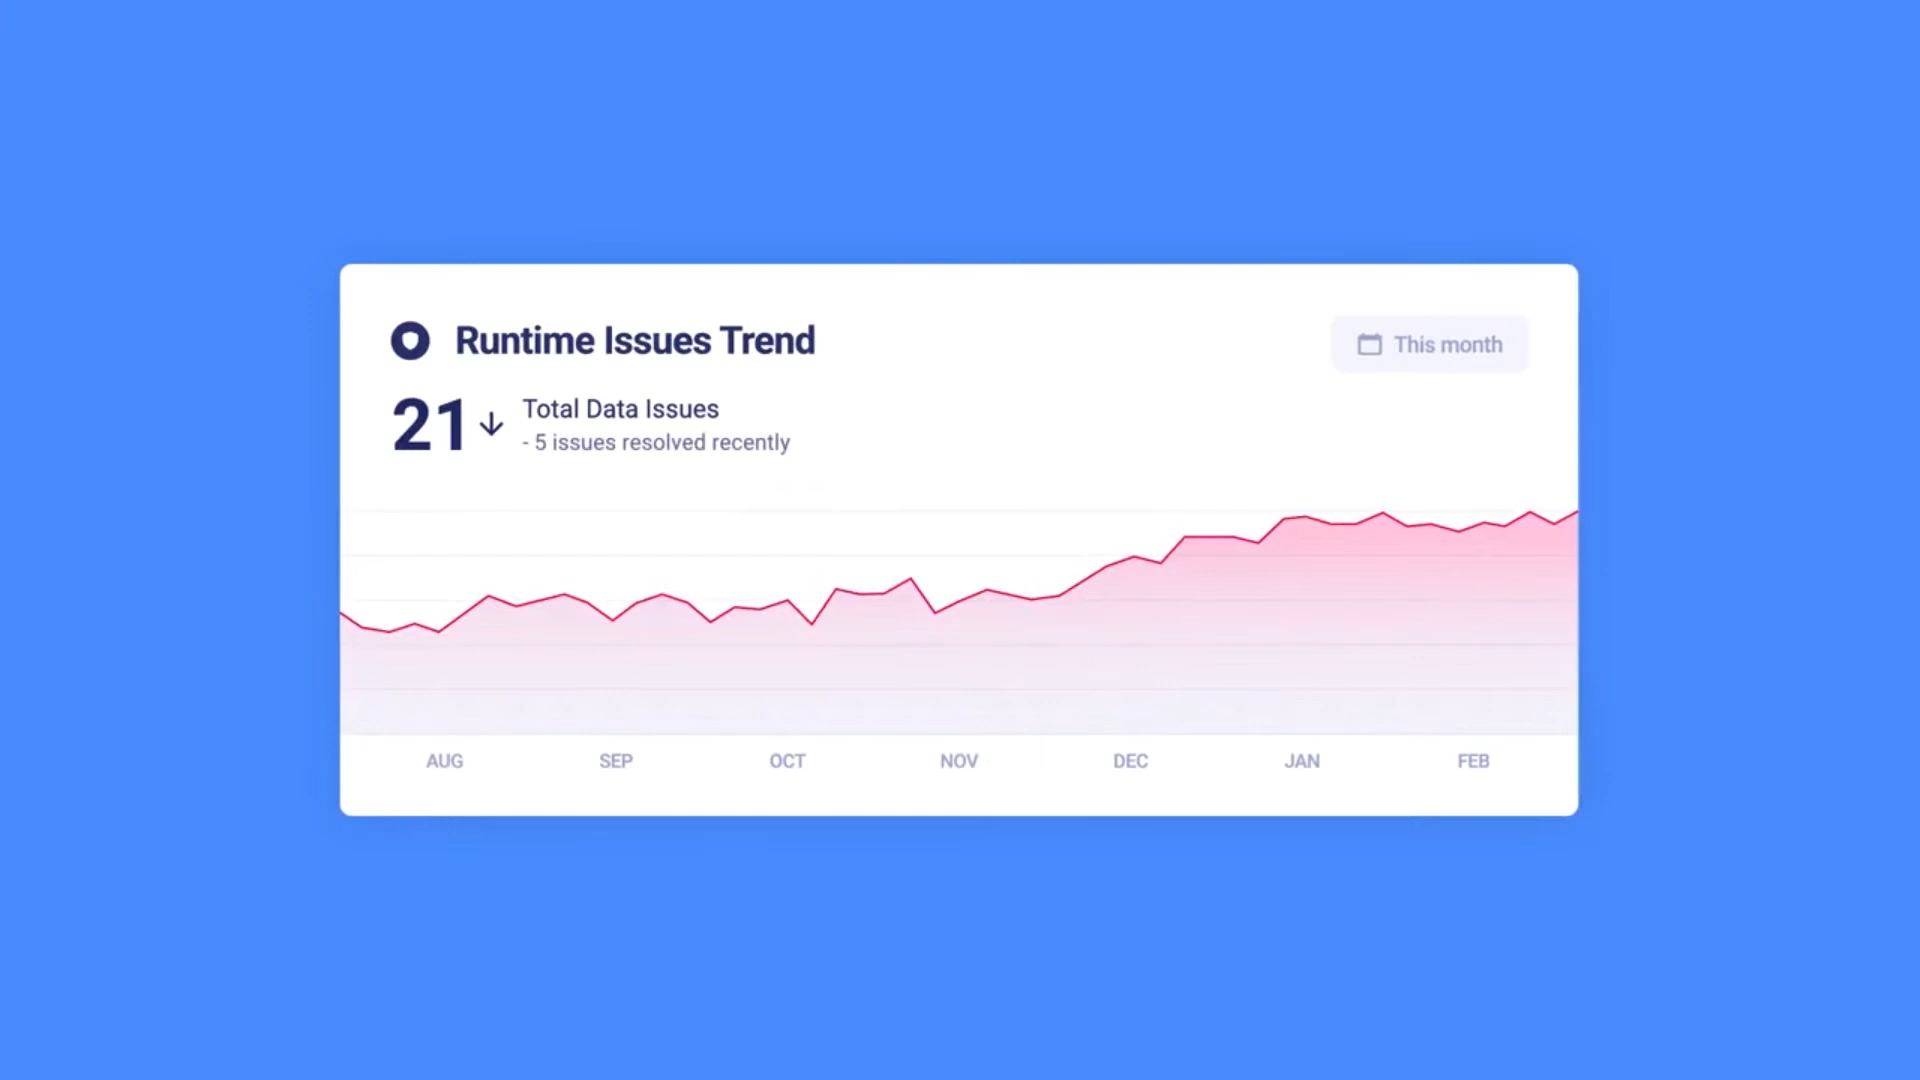 Runtime Issues Trend
This month
21
Total Data Issues
- 5 issues resolved recently
AUG SEP OCT NOV DEC JAN FEB